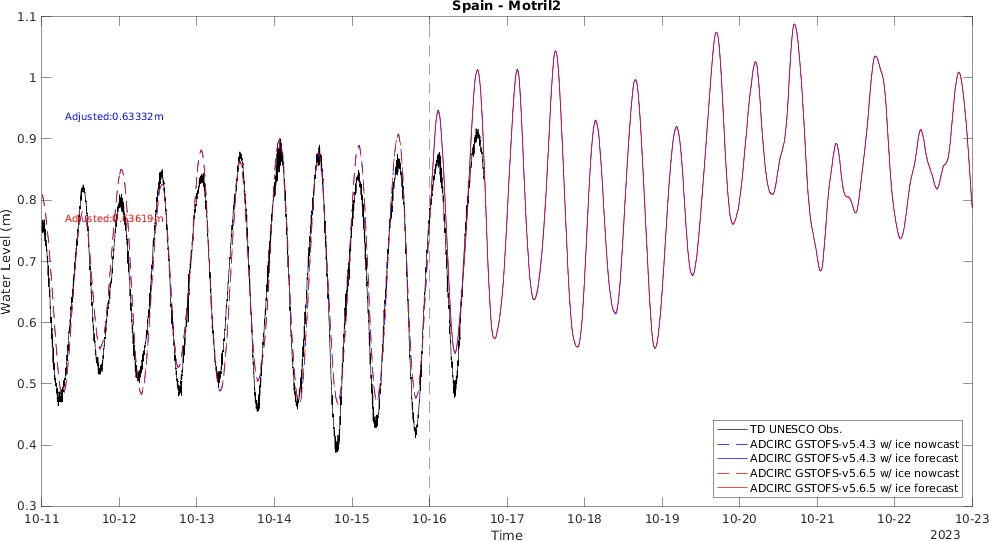 Spain - Motril2
1.1
1
0.9
0.8
0.7
0.6
0.5
0.4
0.3
Water Level (m)
Adjusted:0.63332m
Adjusted:0.63619m
TD UNESCO Obs.
ADCIRC GSTOFS-v5.4.3 w/ ice nowcast
ADCIRC GSTOFS-v5.4.3 w/ ice forecast
ADCIRC GSTOFS-v5.6.5 w/ ice nowcast
ADCIRC GSTOFS-v5.6.5 w/ ice forecast
10-11 10-12 10-13 10-14 10-15 10-16 10-17 10-18 10-19 10-20 10-21 10-22 10-23
Time
2023